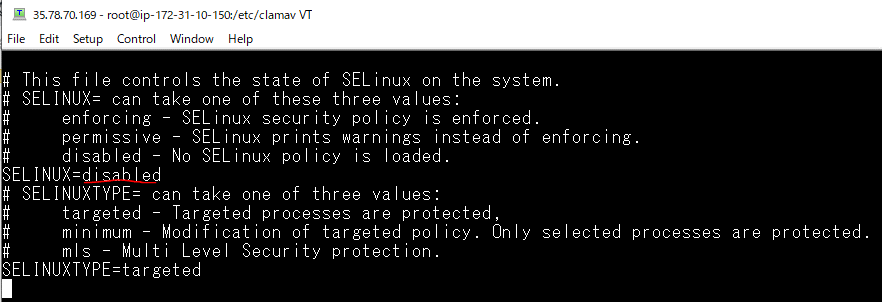 35.78.70.169 - root@ip-172-31-10-150:/etc/clamav VT
File Edit Setup Control Window Help
# This file controls the state of SELinux on the system.
# SELINUX= can take one of these three values:
#     enforcing - SELinux security policy is enforced.
#     permissive - SELinux prints warnings instead of enforcing.
#     disabled - No SELinux policy is loaded.
SELINUX=disabled
# SELINUXTYPE= can take one of three values:
#     targeted - Targeted processes are protected,
#     minimum - Modification of targeted policy. Only selected processes are protected.
#     mls - Multi Level Security protection.
SELINUXTYPE=targeted